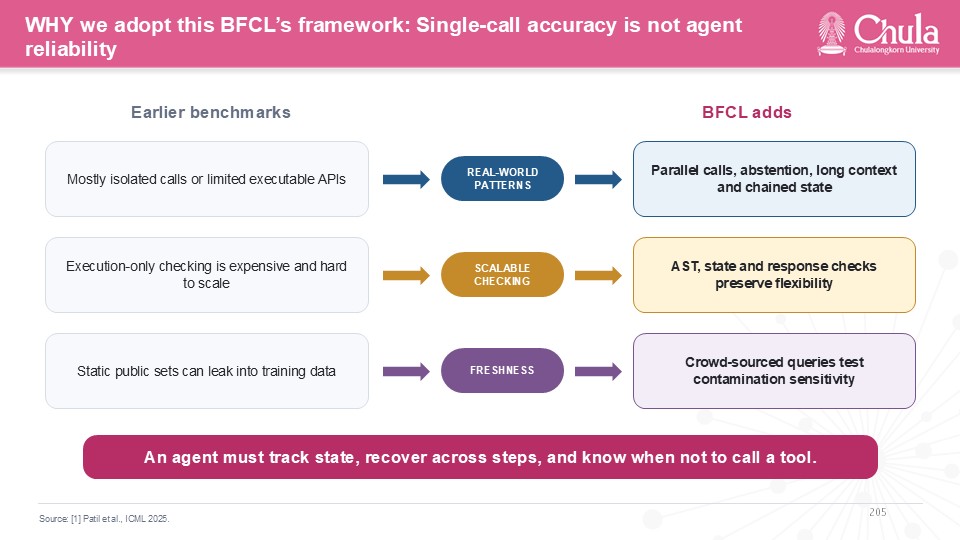 WHY we adopt this BFCL’s framework: Single-call accuracy is not agent
reliability
Chula
Chulalongkorn University
Earlier benchmarks
BFCL adds
Mostly isolated calls or limited executable APIs
REAL-WORLD
PATTERNS
Parallel calls, abstention, long context
and chained state
Execution-only checking is expensive and hard
to scale
SCALABLE
CHECKING
AST, state and response checks
preserve flexibility
Static public sets can leak into training data
FRESHNESS
Crowd-sourced queries test
contamination sensitivity
An agent must track state, recover across steps, and know when not to call a tool.
Source: [1] Patil et al., ICML 2025.
205